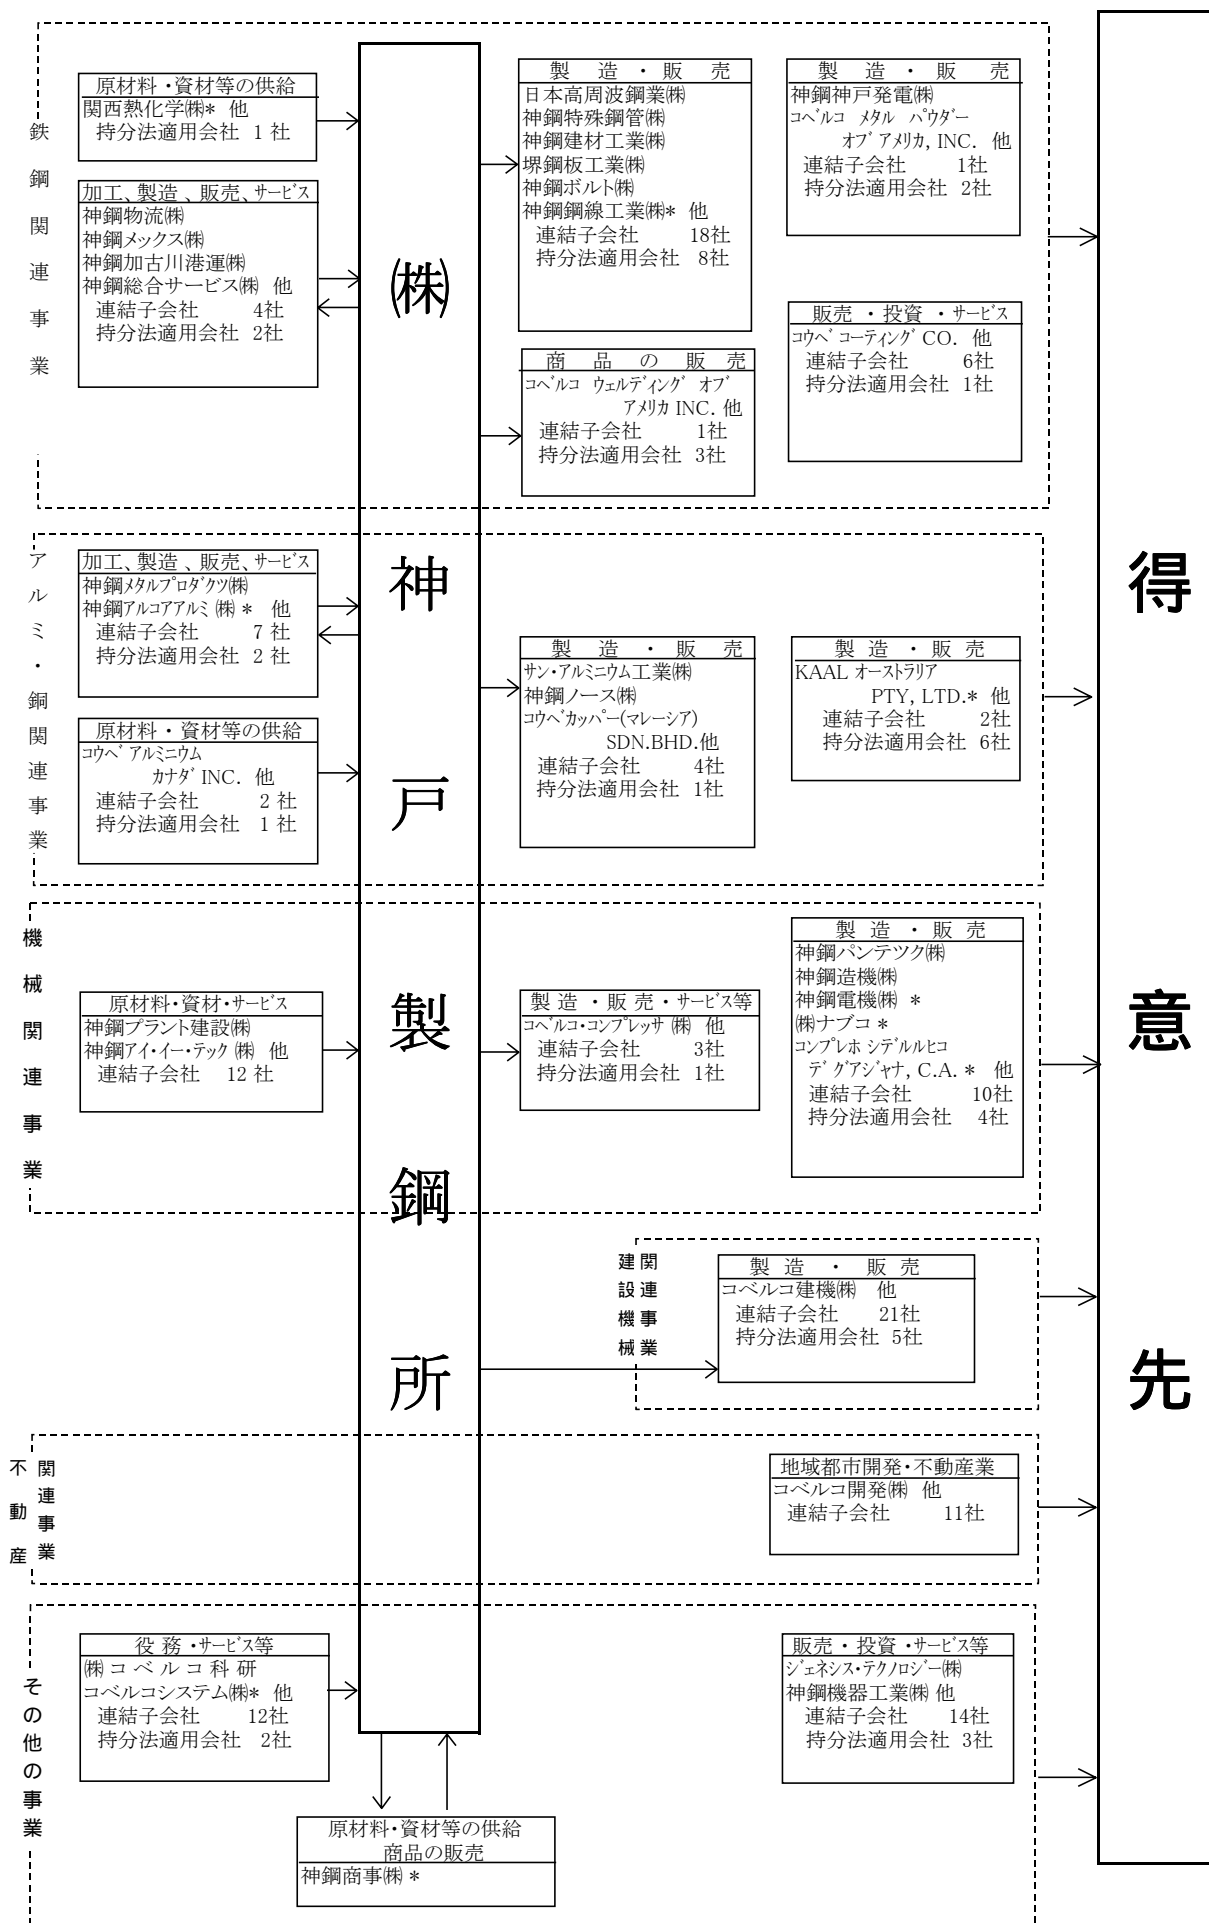 鉄鋼関連事業
原材料・資材等の供給
関西熱化学㈱* 他
持分法適用会社 1 社
加工、製造 、販売、サービス
神鋼物流㈱
神鋼メックス㈱
神鋼加古川港運㈱
神鋼総合サービス㈱ 他
連結子会社 4社
持分法適用会社 2社
製 造 ・ 販 売
日本高周波鋼業㈱
神鋼特殊鋼管㈱
神鋼建材工業㈱
堺鋼板工業㈱
神鋼ボルト㈱
神鋼鋼線工業㈱* 他
連結子会社 18社
持分法適用会社 8社
商 品 の 販 売
コベルコ ウェルディング オブ
アメリカ INC. 他
連結子会社 1社
持分法適用会社 3社
製 造 ・ 販 売
神鋼神戸発電㈱
コベルコ メタル パウダー
オブ アメリカ, INC. 他
連結子会社 1社
持分法適用会社 2社
販売 ・投資 ・サービス
コウベ コーティング CO. 他
連結子会社 6社
持分法適用会社 1社
アルミ・銅関連事業
加工、製造 、販売、サービス
神鋼メタルプロダクツ㈱
神鋼アルコアアルミ ㈱ * 他
連結子会社 7 社
持分法適用会社 2 社
原材料・資材等の供給
コウベ アルミニウム
カナダ INC. 他
連結子会社 2 社
持分法適用会社 1 社
製 造 ・ 販 売
サン・アルミニウム工業㈱
神鋼ノース㈱
コウベカッパー(マレーシア)
SDN.BHD.他
連結子会社 4社
持分法適用会社 1社
製 造 ・ 販 売
KAAL オーストラリア
PTY, LTD.* 他
連結子会社 2社
持分法適用会社 6社
機械関連事業
原材料・資材・サービス
神鋼プラント建設㈱
神鋼アイ・イー・テック ㈱ 他
連結子会社 12 社
製 造 ・販 売・サービス等
コベルコ・コンプレッサ ㈱ 他
連結子会社 3社
持分法適用会社 1社
製 造 ・ 販 売
神鋼パンテツク㈱
神鋼造機㈱
神鋼電機㈱ *
㈱ナブコ *
コンプレホ シデルルヒコ
デ グアジャナ, C.A. * 他
連結子会社 10社
持分法適用会社 4社
建設機械
関連事業
製 造 ・ 販 売
コベルコ建機㈱ 他
連結子会社 21社
持分法適用会社 5社
不動産
関連事業
地域都市開発・不動産業
コベルコ開発㈱ 他
連結子会社 11社
その他の事業
役 務 ・サービス等
㈱ コ ベ ル コ 科 研
コベルコシステム㈱* 他
連結子会社 12社
持分法適用会社 2社
販売 ・投資 ・サービス等
ジェネシス・テクノロジー㈱
神鋼機器工業㈱ 他
連結子会社 14社
持分法適用会社 3社
原材料・資材等の供給
商品の販売
神鋼商事㈱ *
㈱神戸製鋼所
得意先